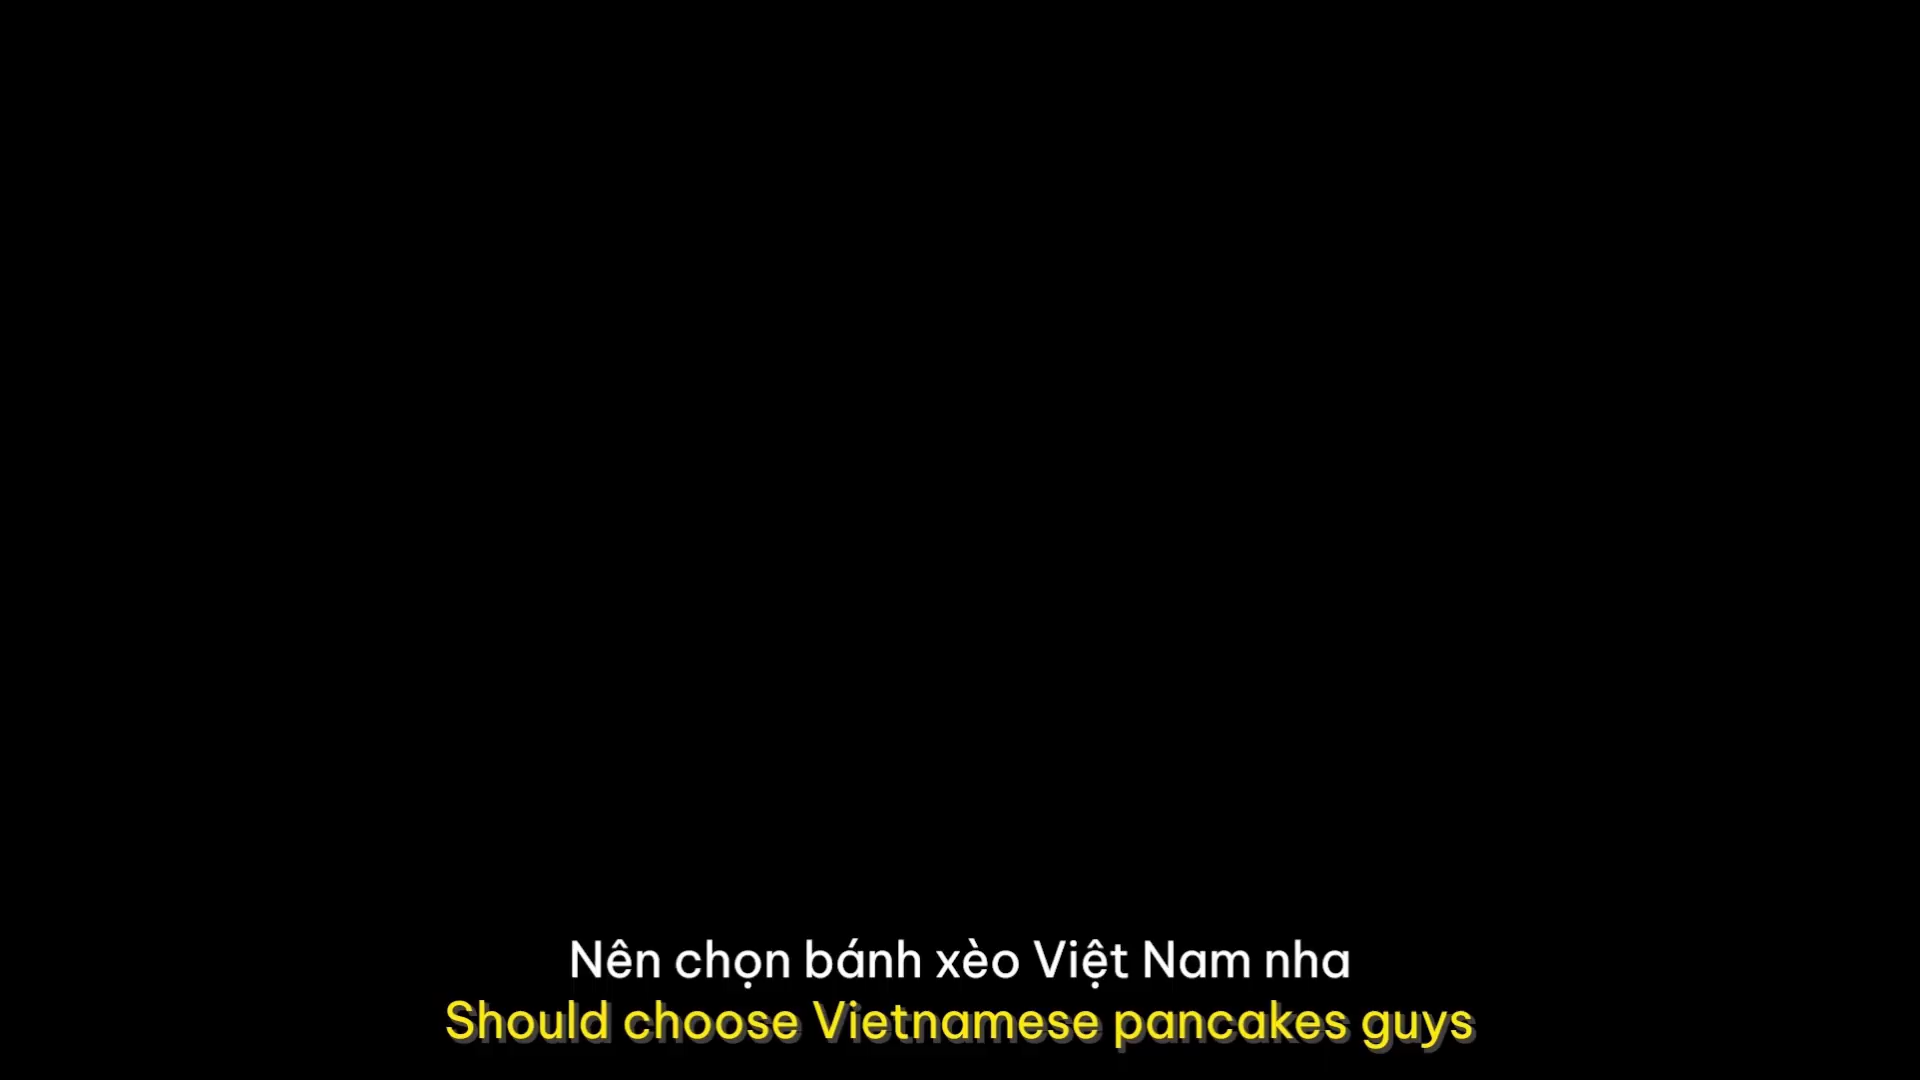 Nên chọn bánh xèo Việt Nam nha
Should choose Vietnamese pancakes guys